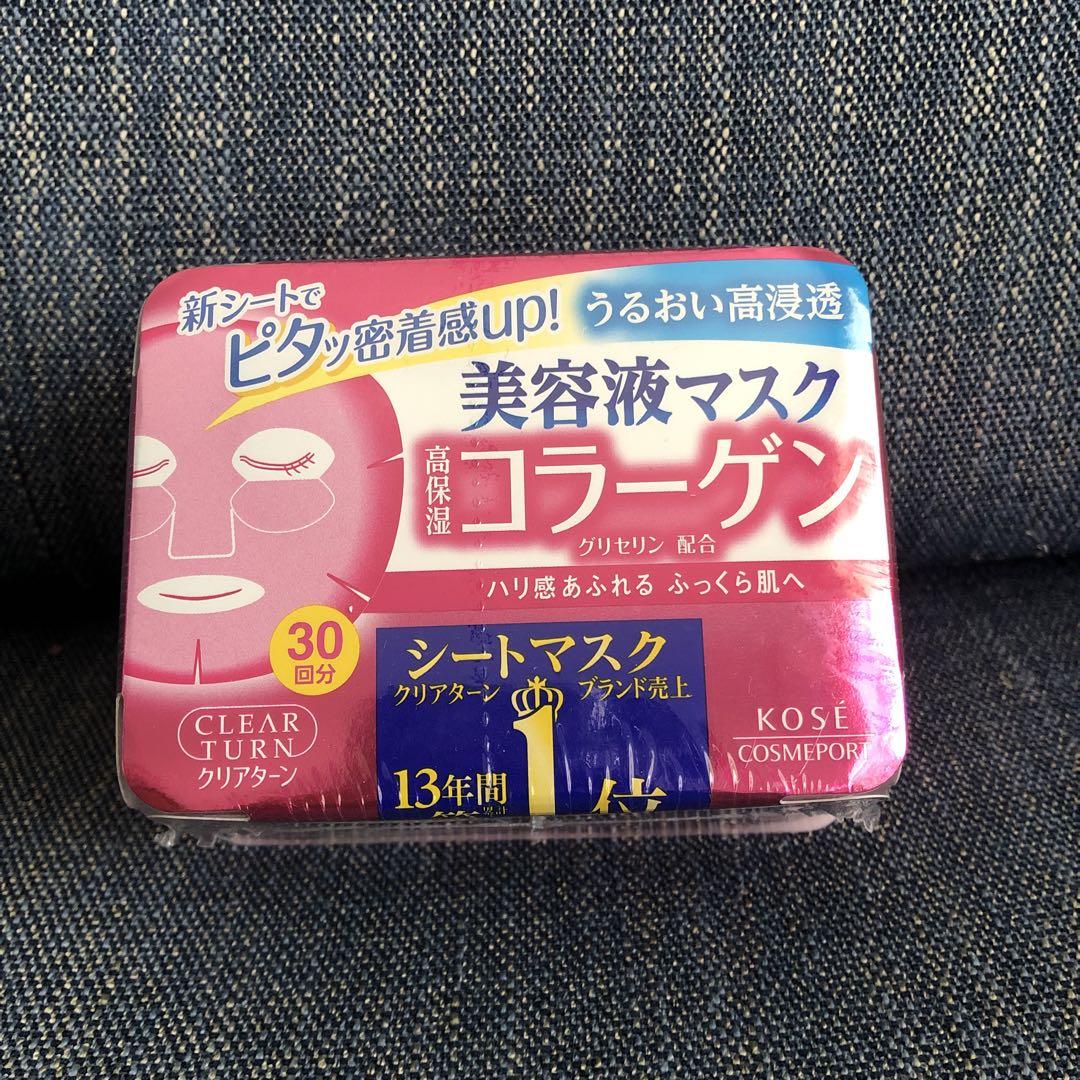 新シートで
ピタッ密着感up!
うるおい高浸透
美容液マスク
高保湿
コラーゲン
グリセリン 配合
ハリ感あふれる ふっくら肌へ
30
回分
シートマスク
クリアターン ブランド売上
13年間
累計
第1位
CLEAR
TURN
クリアターン
KOSÉ
COSMEPORT